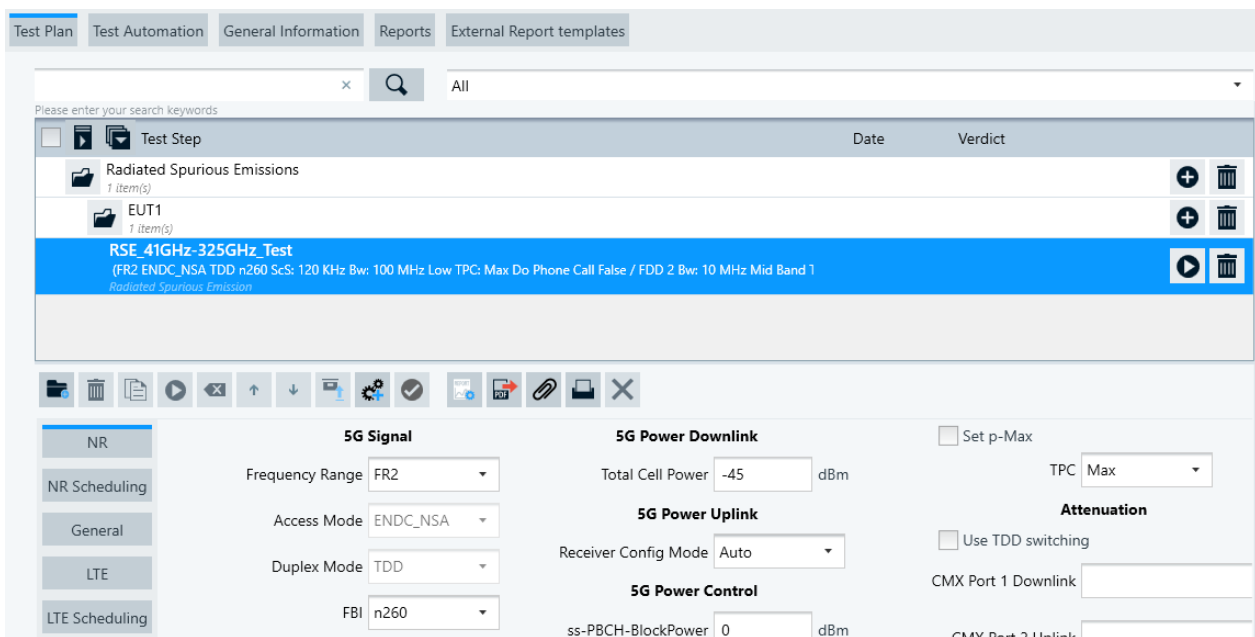 Test Plan Test Automation General Information Reports External Report templates
All
Please enter your search keywords
Test Step Date Verdict
Radiated Spurious Emissions
1 item(s)
EUT1
1 item(s)
RSE_41GHz-325GHz_Test
(FR2 ENDC_NSA TDD n260 ScS: 120 KHz Bw: 100 MHz Low TPC: Max Do Phone Call False / FDD 2 Bw: 10 MHz Mid Band
Radiated Spurious Emission
PDF
NR 5G Signal 5G Power Downlink Set p-Max
Frequency Range FR2 Total Cell Power -45 dBm TPC Max
NR Scheduling
5G Power Uplink Attenuation
Access Mode ENDC_NSA
General Use TDD switching
Receiver Config Mode Auto
Duplex Mode TDD
LTE CMX Port 1 Downlink
5G Power Control
FBI n260
LTE Scheduling
ss-PBCH-BlockPower 0 dBm CMX Port 2 Uplink